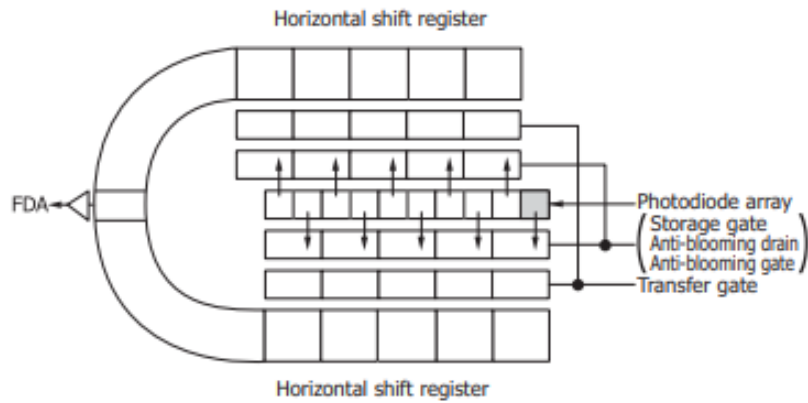 Horizontal shift register
FDA
Photodiode array
Storage gate
Anti-blooming drain
Anti-blooming gate
Transfer gate
Horizontal shift register